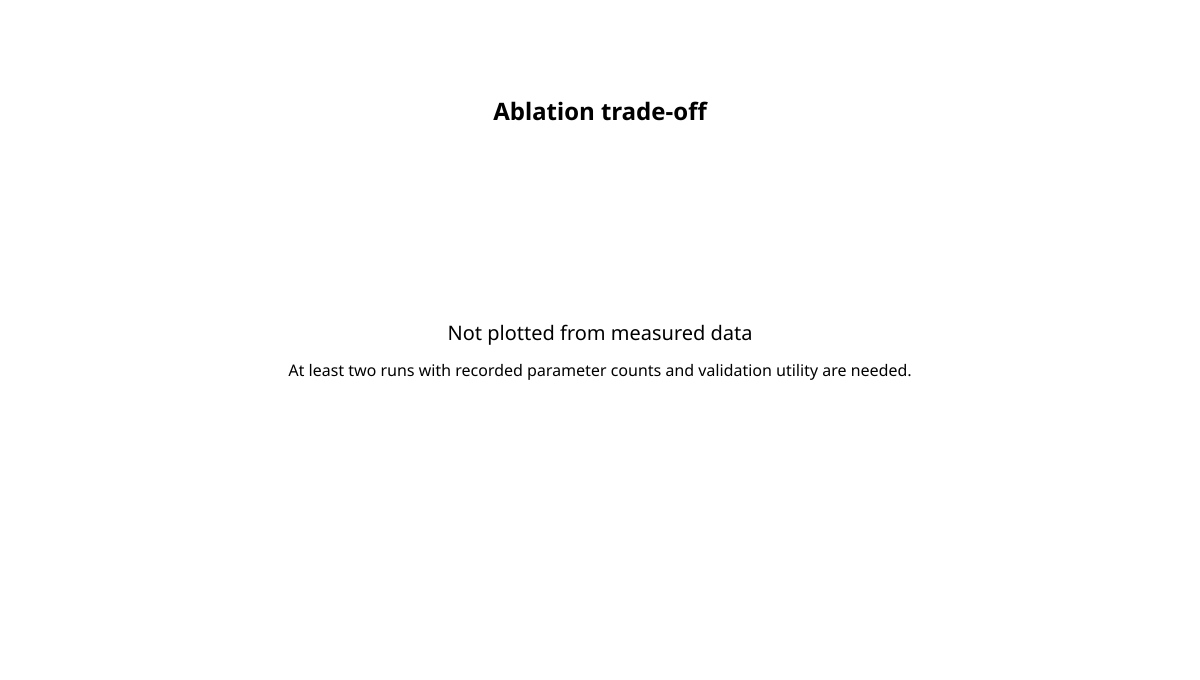 Ablation trade-off
Not plotted from measured data
At least two runs with recorded parameter counts and validation utility are needed.